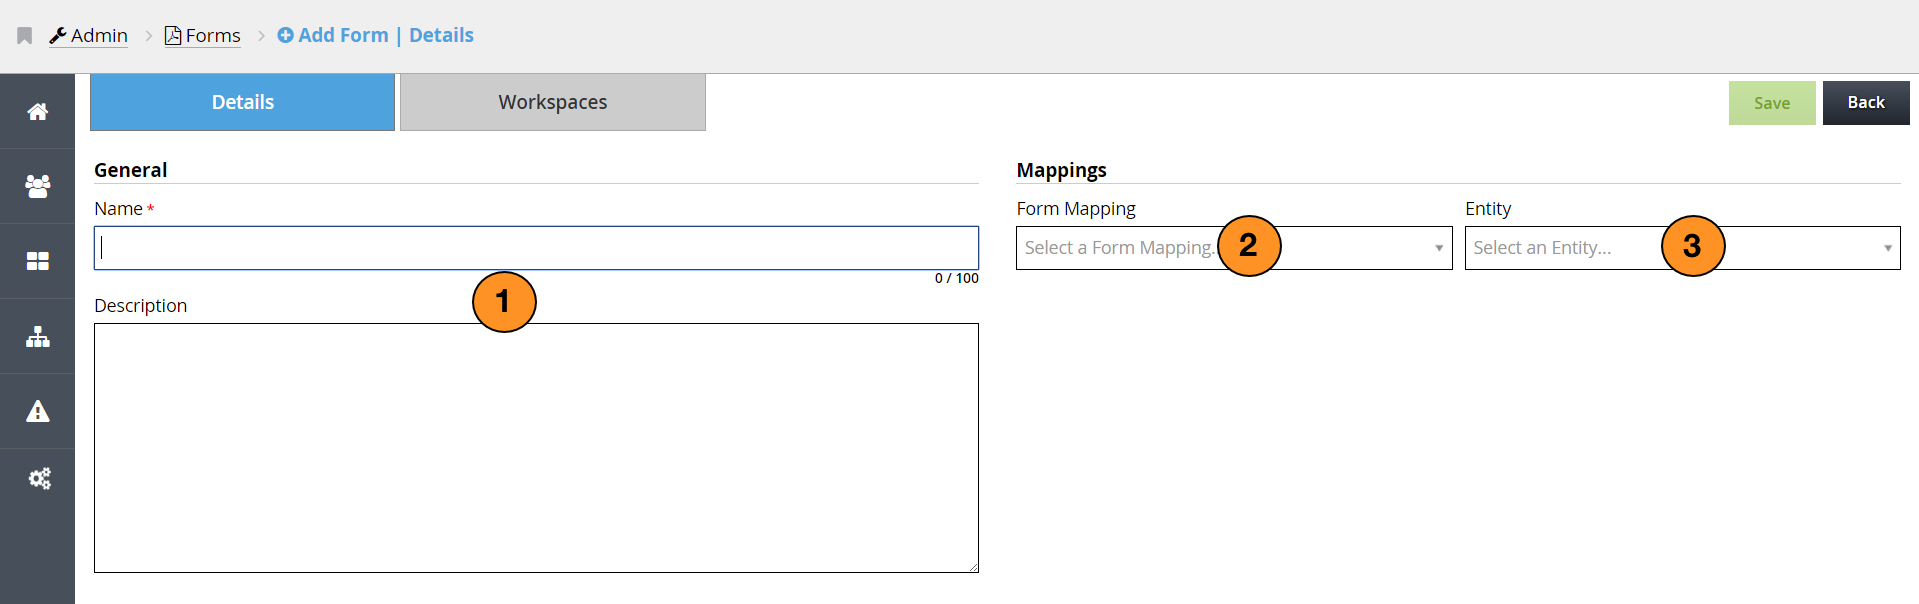 Admin > Forms > Add Form | Details
Details
Workspaces
Save
Back
General
Name *
0 / 100
1
Description
Mappings
Form Mapping
Select a Form Mapping.
2
Entity
Select an Entity...
3